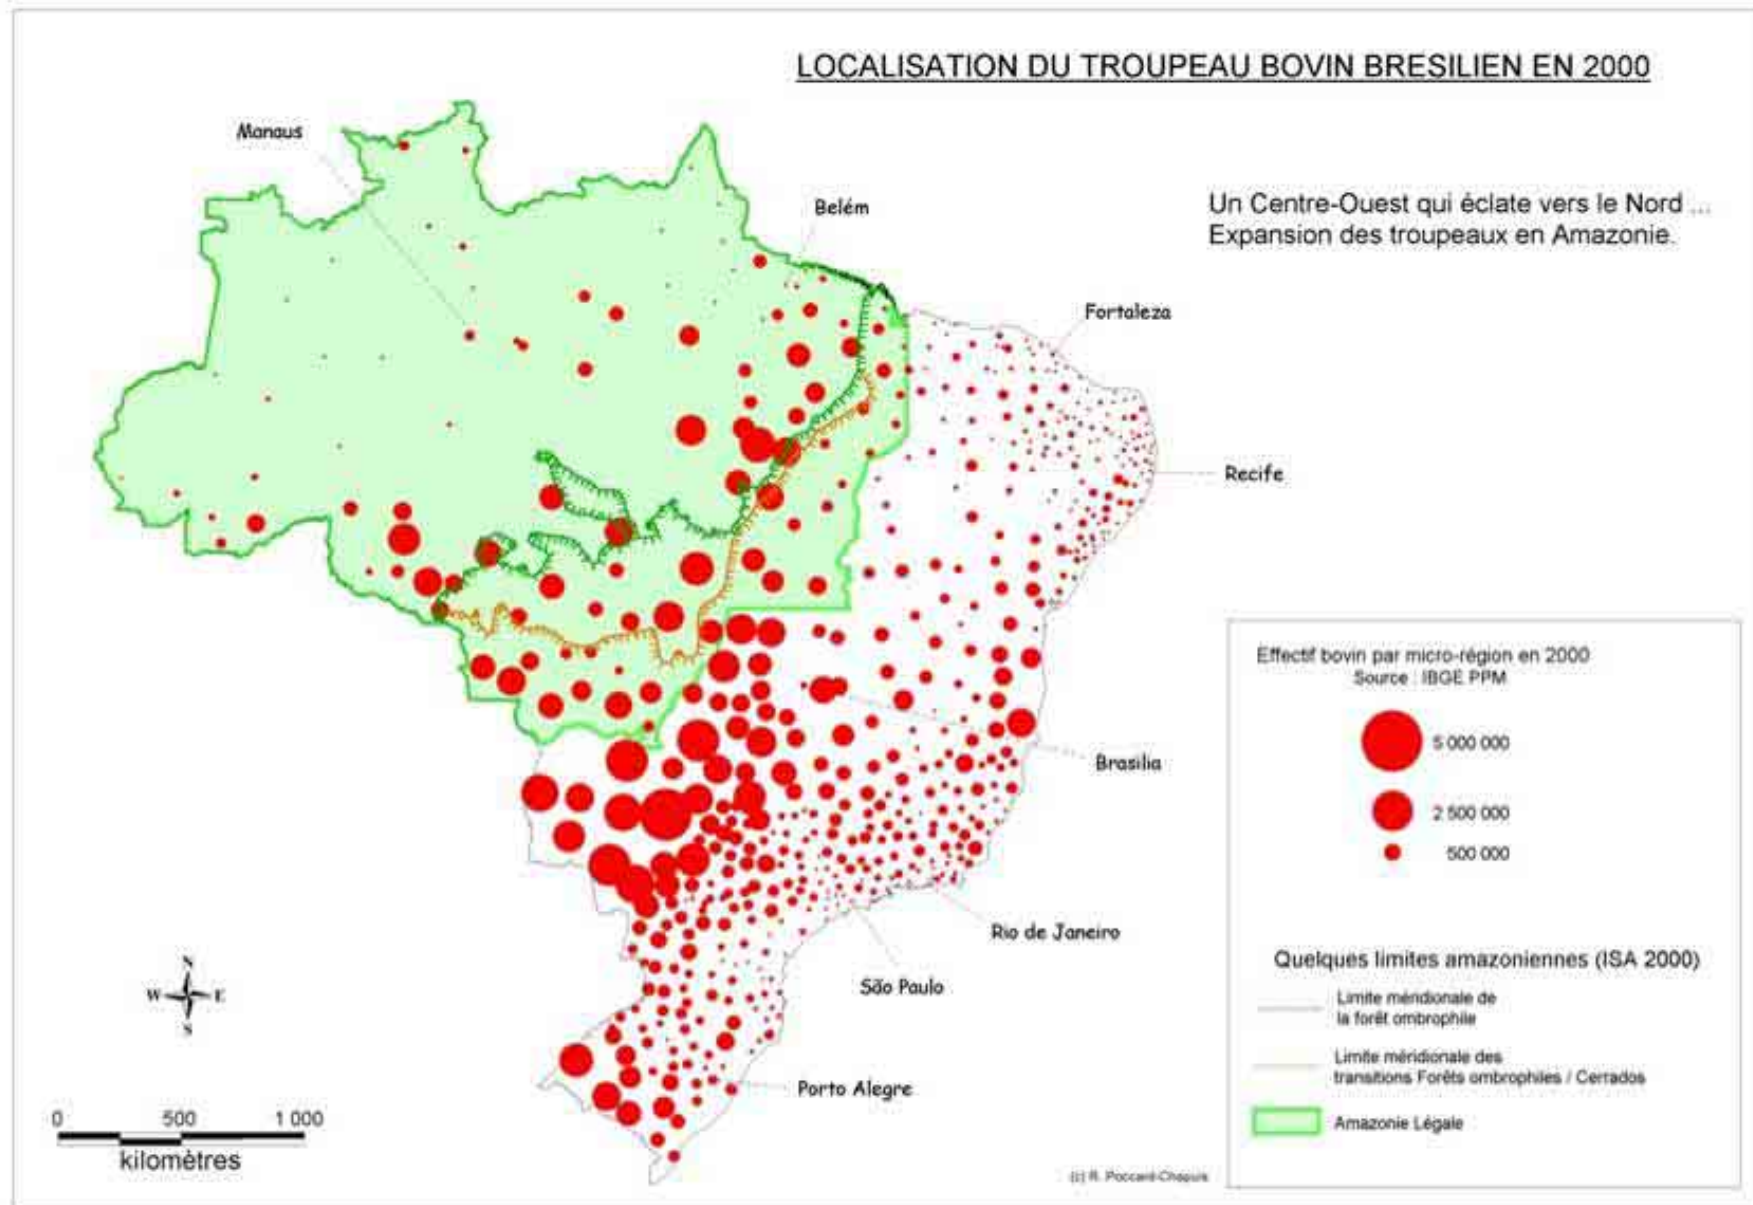 LOCALISATION DU TROUPEAU BOVIN BRESILIEN EN 2000
Manaus
Belém
Un Centre-Ouest qui éclate vers le Nord ...
Expansion des troupeaux en Amazonie.
Fortaleza
Recife
Brasilia
Rio de Janeiro
São Paulo
Porto Alegre
Effectif bovin par micro-région en 2000
Source : IBGE PPM
5 000 000
2 500 000
500 000
Quelques limites amazoniennes (ISA 2000)
Limite méridionale de
la forêt ombrophile
Limite méridionale des
transitions Forêts ombrophiles / Cerrados
Amazonie Légale
N
W E
S
0 500 1 000
kilomètres
(c) R. Poccard-Chapuis